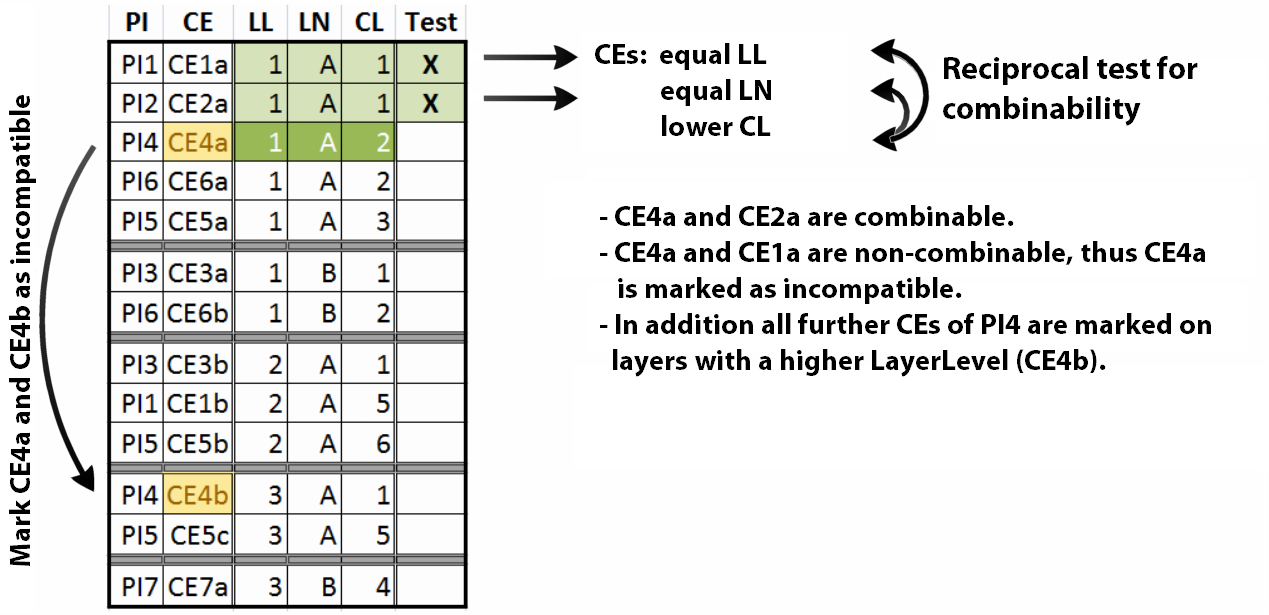 Mark CE4a and CE4b as incompatible
PI CE LL LN CL Test
PI1 CE1a 1 A 1 X
PI2 CE2a 1 A 1 X
PI4 CE4a 1 A 2
PI6 CE6a 1 A 2
PI5 CE5a 1 A 3
PI3 CE3a 1 B 1
PI6 CE6b 1 B 2
PI3 CE3b 2 A 1
PI1 CE1b 2 A 5
PI5 CE5b 2 A 6
PI4 CE4b 3 A 1
PI5 CE5c 3 A 5
PI7 CE7a 3 B 4
CEs: equal LL
equal LN
lower CL
Reciprocal test for
combinability
- CE4a and CE2a are combinable.
- CE4a and CE1a are non-combinable, thus CE4a
is marked as incompatible.
- In addition all further CEs of PI4 are marked on
layers with a higher LayerLevel (CE4b).